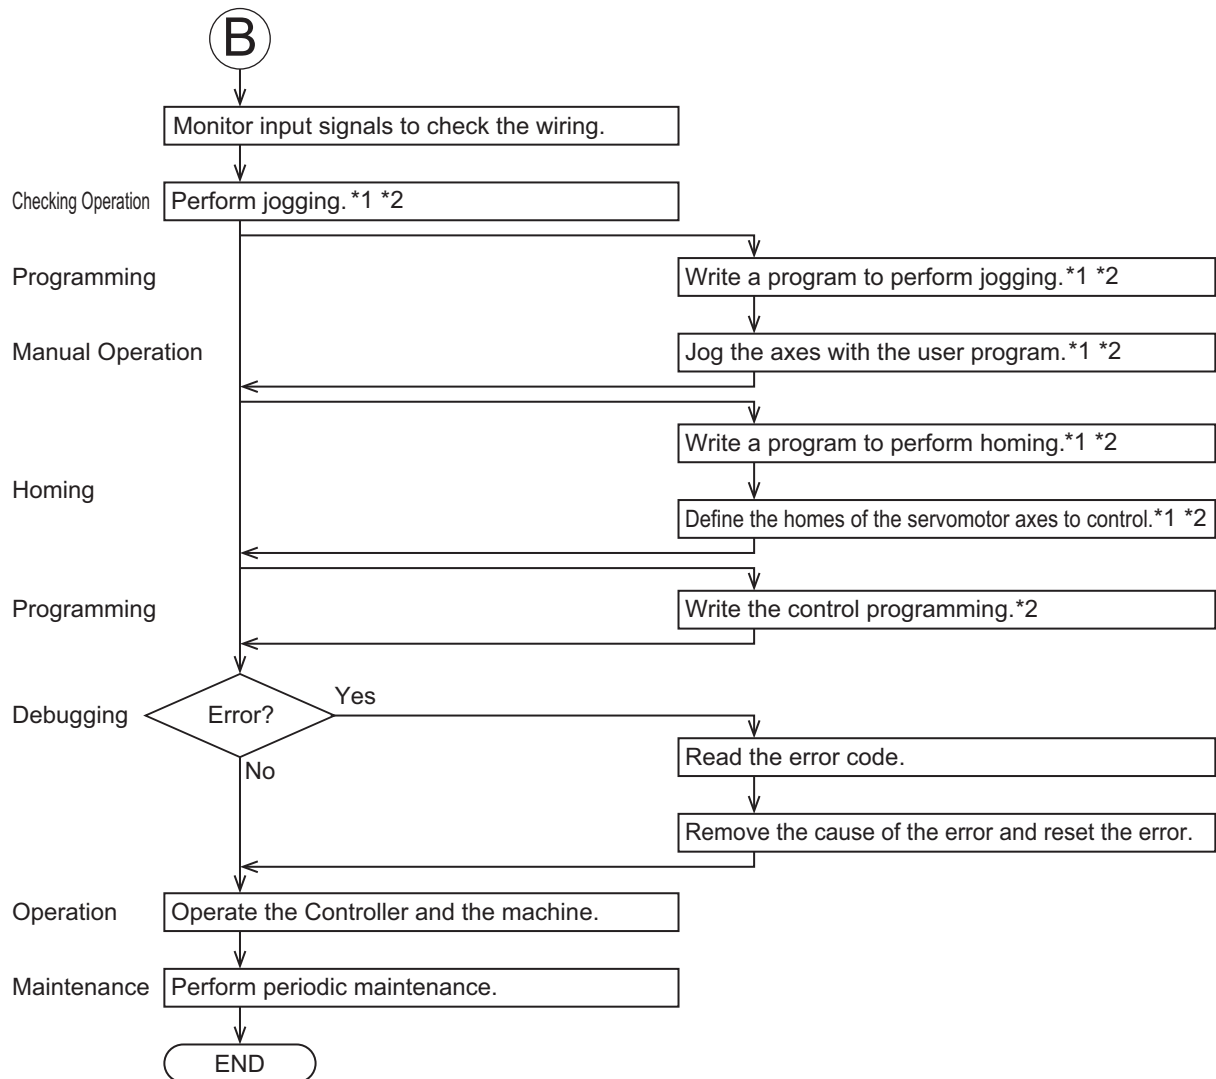 B
Monitor input signals to check the wiring.
Checking Operation
Perform jogging. *1 *2
Programming
Write a program to perform jogging.*1 *2
Manual Operation
Jog the axes with the user program.*1 *2
Write a program to perform homing.*1 *2
Homing
Define the homes of the servomotor axes to control.*1 *2
Programming
Write the control programming.*2
Debugging
Error?
Yes
No
Read the error code.
Remove the cause of the error and reset the error.
Operation
Operate the Controller and the machine.
Maintenance
Perform periodic maintenance.
END